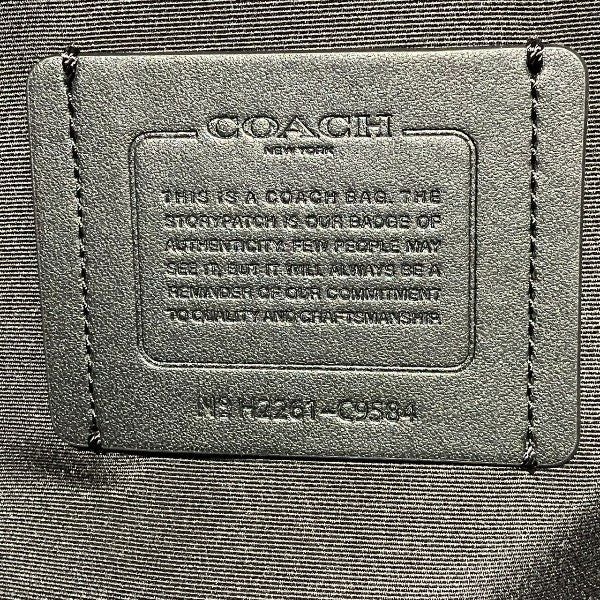 COACH
NEW YORK
THIS IS A COACH BAG. THE
STORYPATCH IS OUR BADGE OF
AUTHENTICITY. FEW PEOPLE MAY
SEE IT, BUT IT WILL ALWAYS BE A
REMINDER OF OUR COMMITMENT
TO QUALITY AND CRAFTSMANSHIP.
Nº H2261-C9584